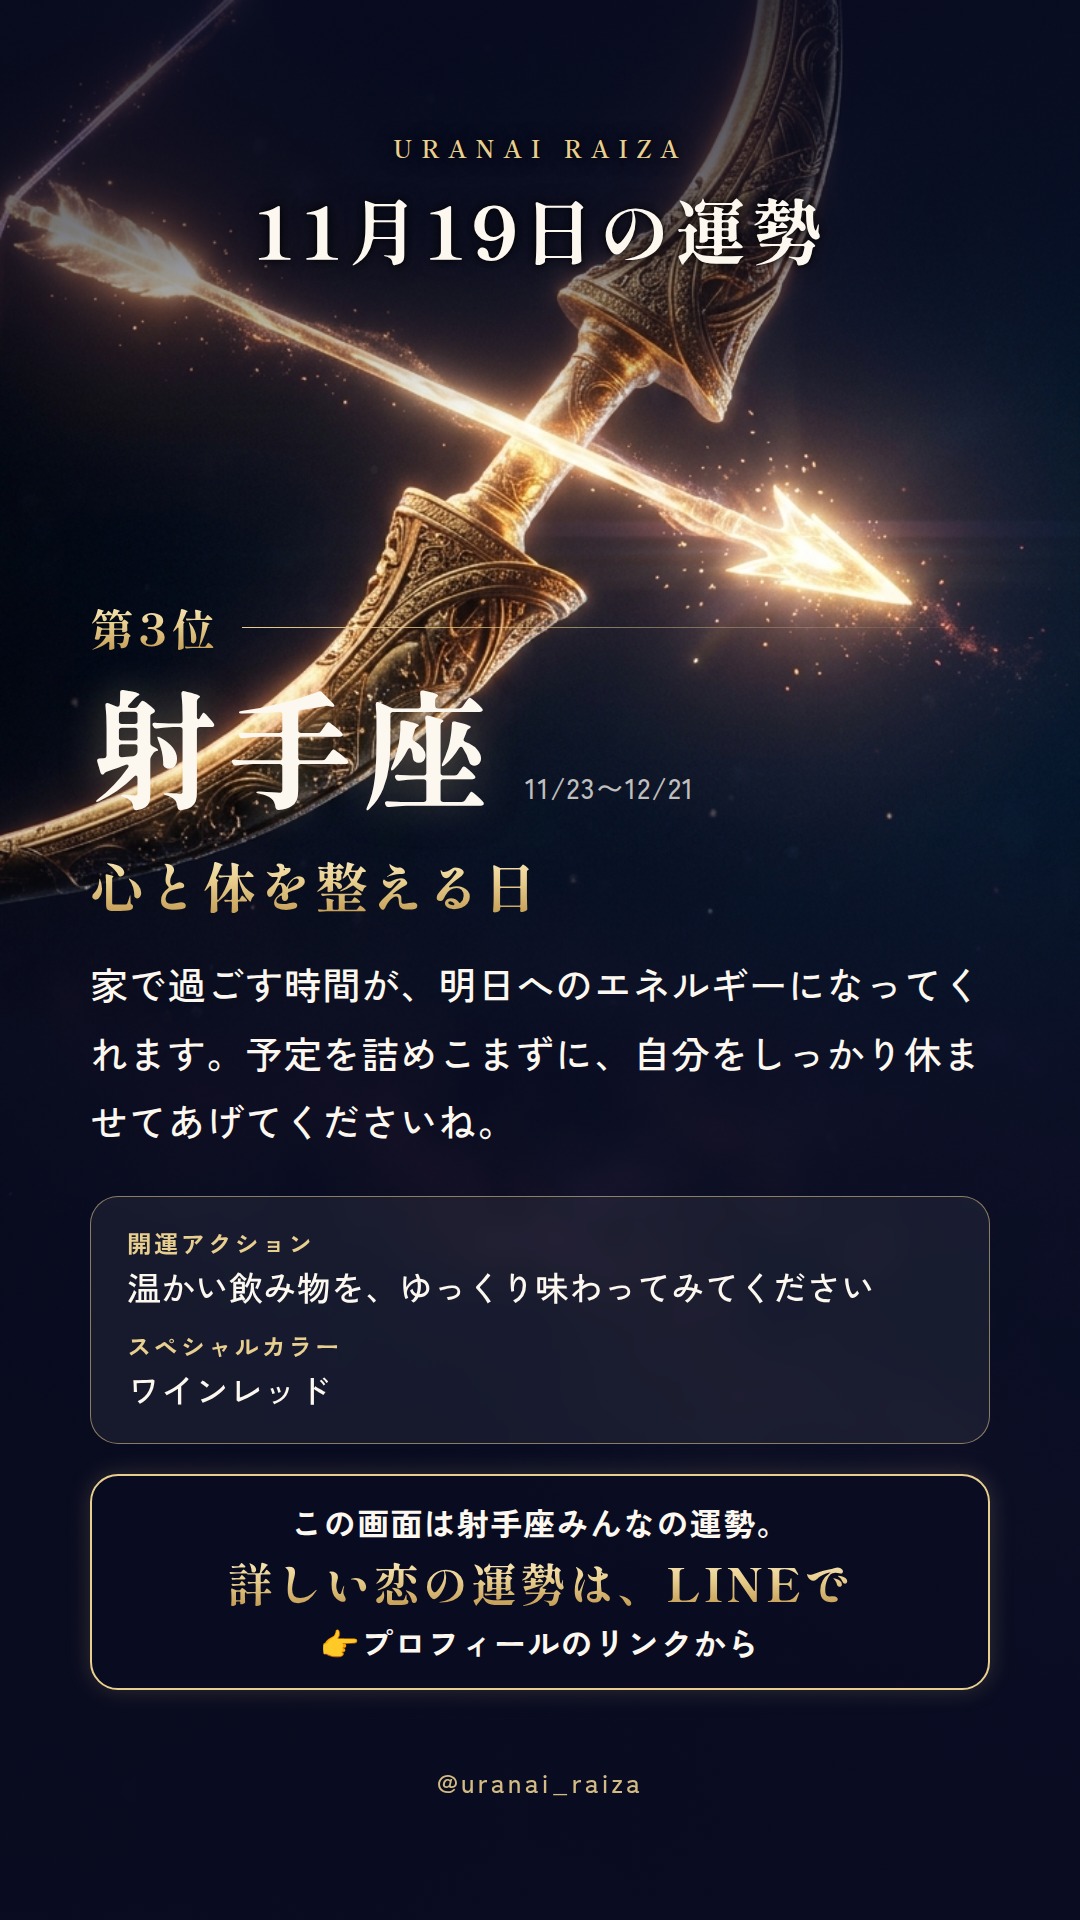 URANAI RAIZA
11月19日の運勢
第3位
射手座 11/23〜12/21
心と体を整える日
家で過ごす時間が、明日へのエネルギーになってく
れます。予定を詰めこまずに、自分をしっかり休ま
せてあげてくださいね。
開運アクション
温かい飲み物を、ゆっくり味わってみてください
スペシャルカラー
ワインレッド
この画面は射手座みんなの運勢。
詳しい恋の運勢は、LINEで
👉プロフィールのリンクから
@uranai_raiza